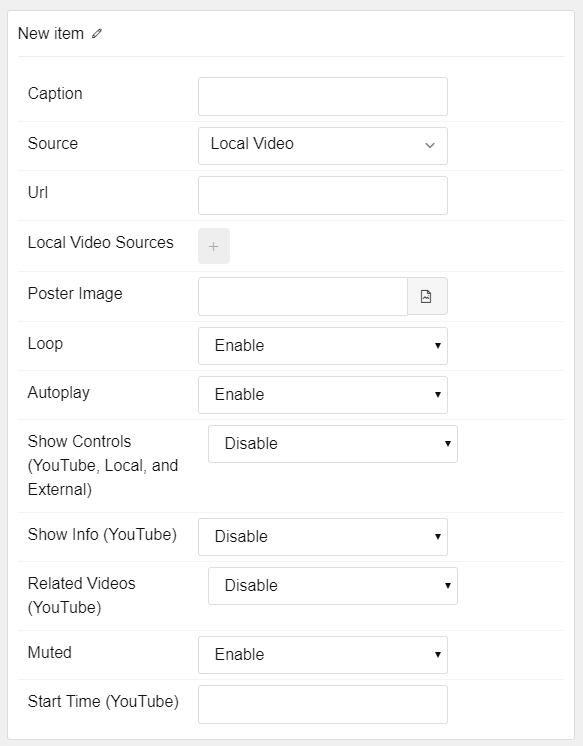 New item
Caption
Source Local Video
Url
Local Video Sources +
Poster Image
Loop Enable
Autoplay Enable
Show Controls Disable
(YouTube, Local, and
External)
Show Info (YouTube) Disable
Related Videos Disable
(YouTube)
Muted Enable
Start Time (YouTube)